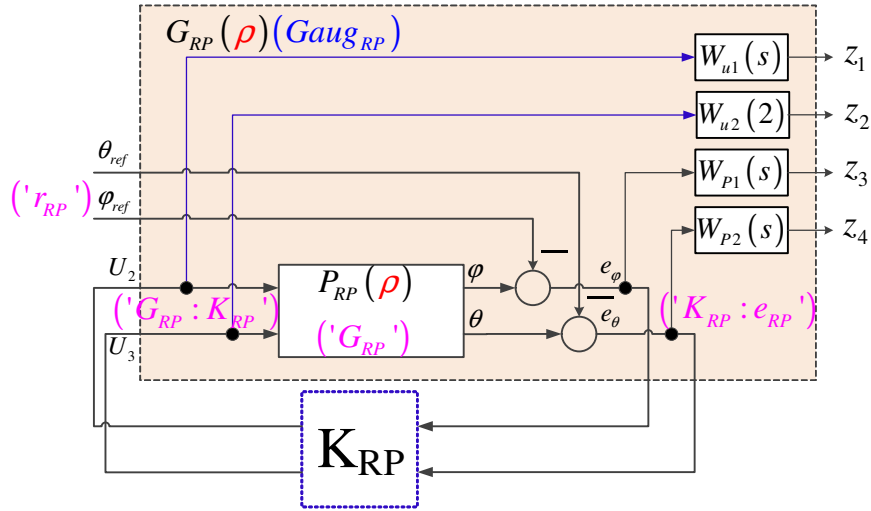 G_RP(ρ)(Gaug_RP)
W_u1(s)
z_1
W_u2(2)
z_2
θ_ref
W_P1(s)
z_3
('r_RP') φ_ref
W_P2(s)
z_4
−
U_2
P_RP(ρ)
φ
e_φ
('G_RP : K_RP')
('G_RP')
θ
−
e_θ
('K_RP : e_RP')
U_3
K_RP